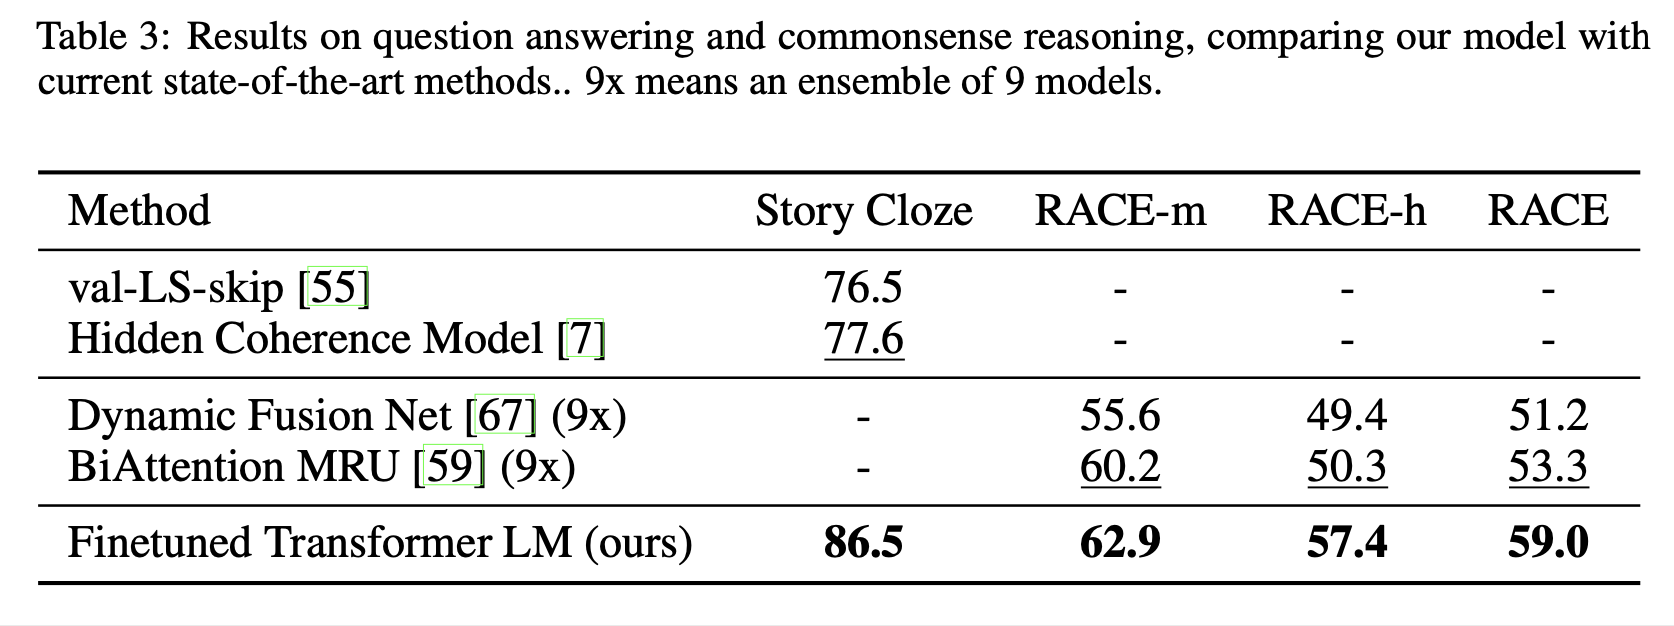 Table 3: Results on question answering and commonsense reasoning, comparing our model with
current state-of-the-art methods.. 9x means an ensemble of 9 models.
Method Story Cloze RACE-m RACE-h RACE
val-LS-skip [55] 76.5 - - -
Hidden Coherence Model [7] 77.6 - - -
Dynamic Fusion Net [67] (9x) - 55.6 49.4 51.2
BiAttention MRU [59] (9x) - 60.2 50.3 53.3
Finetuned Transformer LM (ours) 86.5 62.9 57.4 59.0